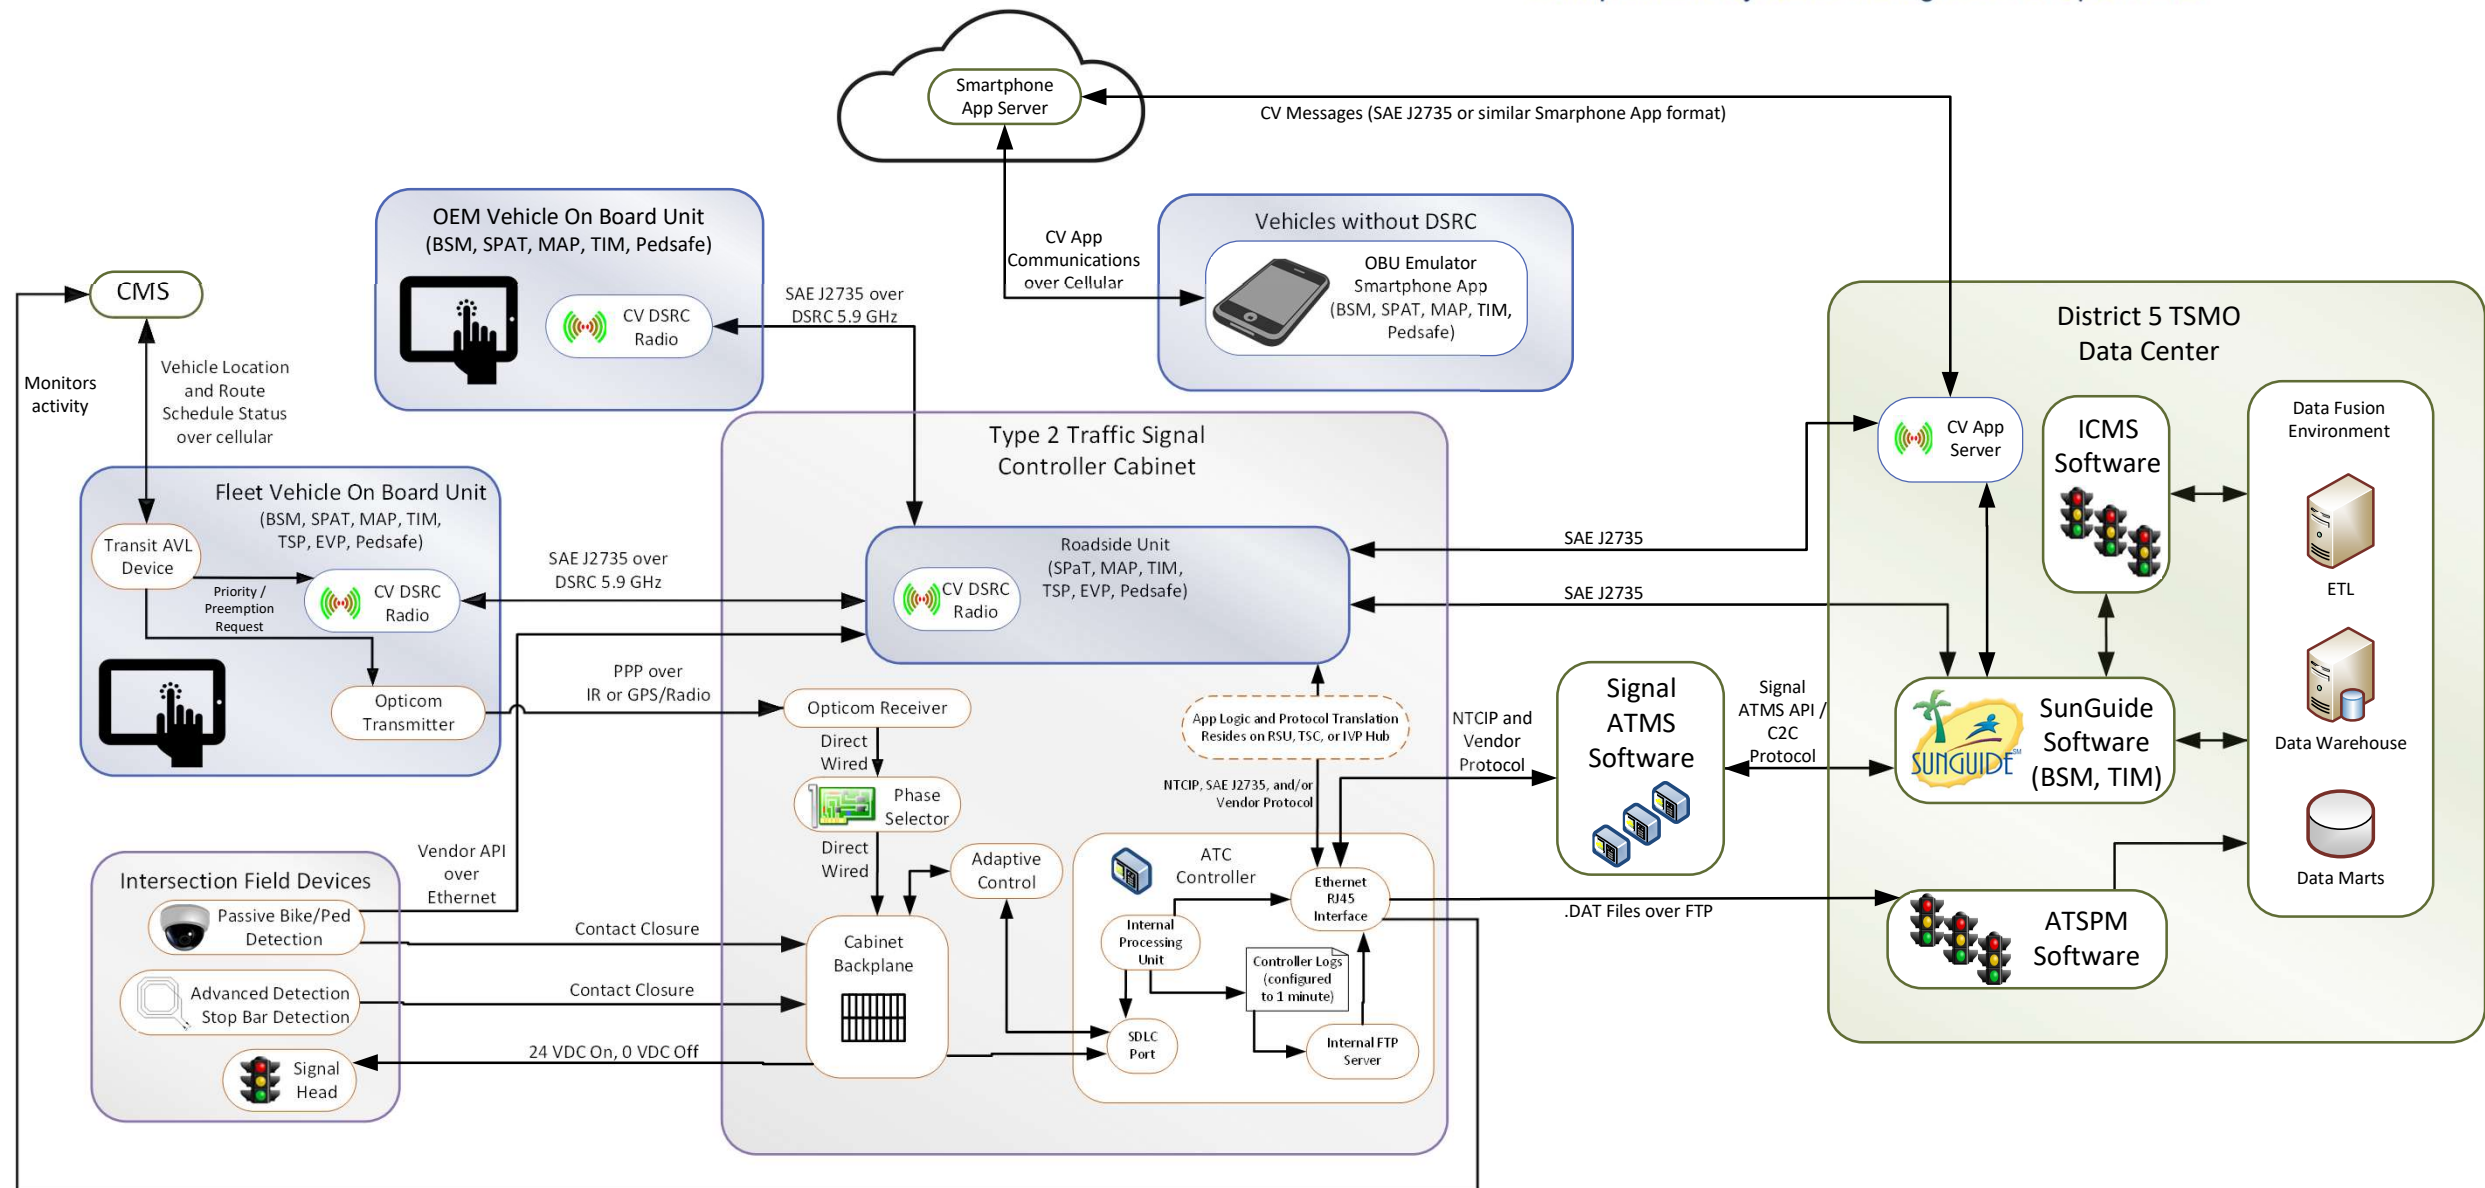 Smartphone
App Server
CV Messages (SAE J2735 or similar Smarphone App format)
OEM Vehicle On Board Unit
(BSM, SPAT, MAP, TIM, Pedsafe)
CV DSRC
Radio
SAE J2735 over
DSRC 5.9 GHz
CV App
Communications
over Cellular
Vehicles without DSRC
OBU Emulator
Smartphone App
(BSM, SPAT, MAP, TIM,
Pedsafe)
CMS
Monitors
activity
Vehicle Location
and Route
Schedule Status
over cellular
Fleet Vehicle On Board Unit
(BSM, SPAT, MAP, TIM,
TSP, EVP, Pedsafe)
Transit AVL
Device
Priority /
Preemption
Request
CV DSRC
Radio
Opticom
Transmitter
SAE J2735 over
DSRC 5.9 GHz
PPP over
IR or GPS/Radio
Vendor API
over
Ethernet
Intersection Field Devices
Passive Bike/Ped
Detection
Advanced Detection
Stop Bar Detection
Signal
Head
Contact Closure
Contact Closure
24 VDC On, 0 VDC Off
Type 2 Traffic Signal
Controller Cabinet
Roadside Unit
(SPaT, MAP, TIM,
TSP, EVP, Pedsafe)
CV DSRC
Radio
Opticom Receiver
Direct
Wired
Phase
Selector
Direct
Wired
Adaptive
Control
Cabinet
Backplane
App Logic and Protocol Translation
Resides on RSU, TSC, or IVP Hub
NTCIP, SAE J2735, and/or
Vendor Protocol
ATC
Controller
Ethernet
RJ45
Interface
Internal
Processing
Unit
Controller Logs
(configured
to 1 minute)
SDLC
Port
Internal FTP
Server
SAE J2735
SAE J2735
NTCIP and
Vendor
Protocol
Signal
ATMS
Software
Signal
ATMS API /
C2C
Protocol
.DAT Files over FTP
District 5 TSMO
Data Center
CV App
Server
ICMS
Software
SUNGUIDE SM
SunGuide
Software
(BSM, TIM)
ATSPM
Software
Data Fusion
Environment
ETL
Data Warehouse
Data Marts